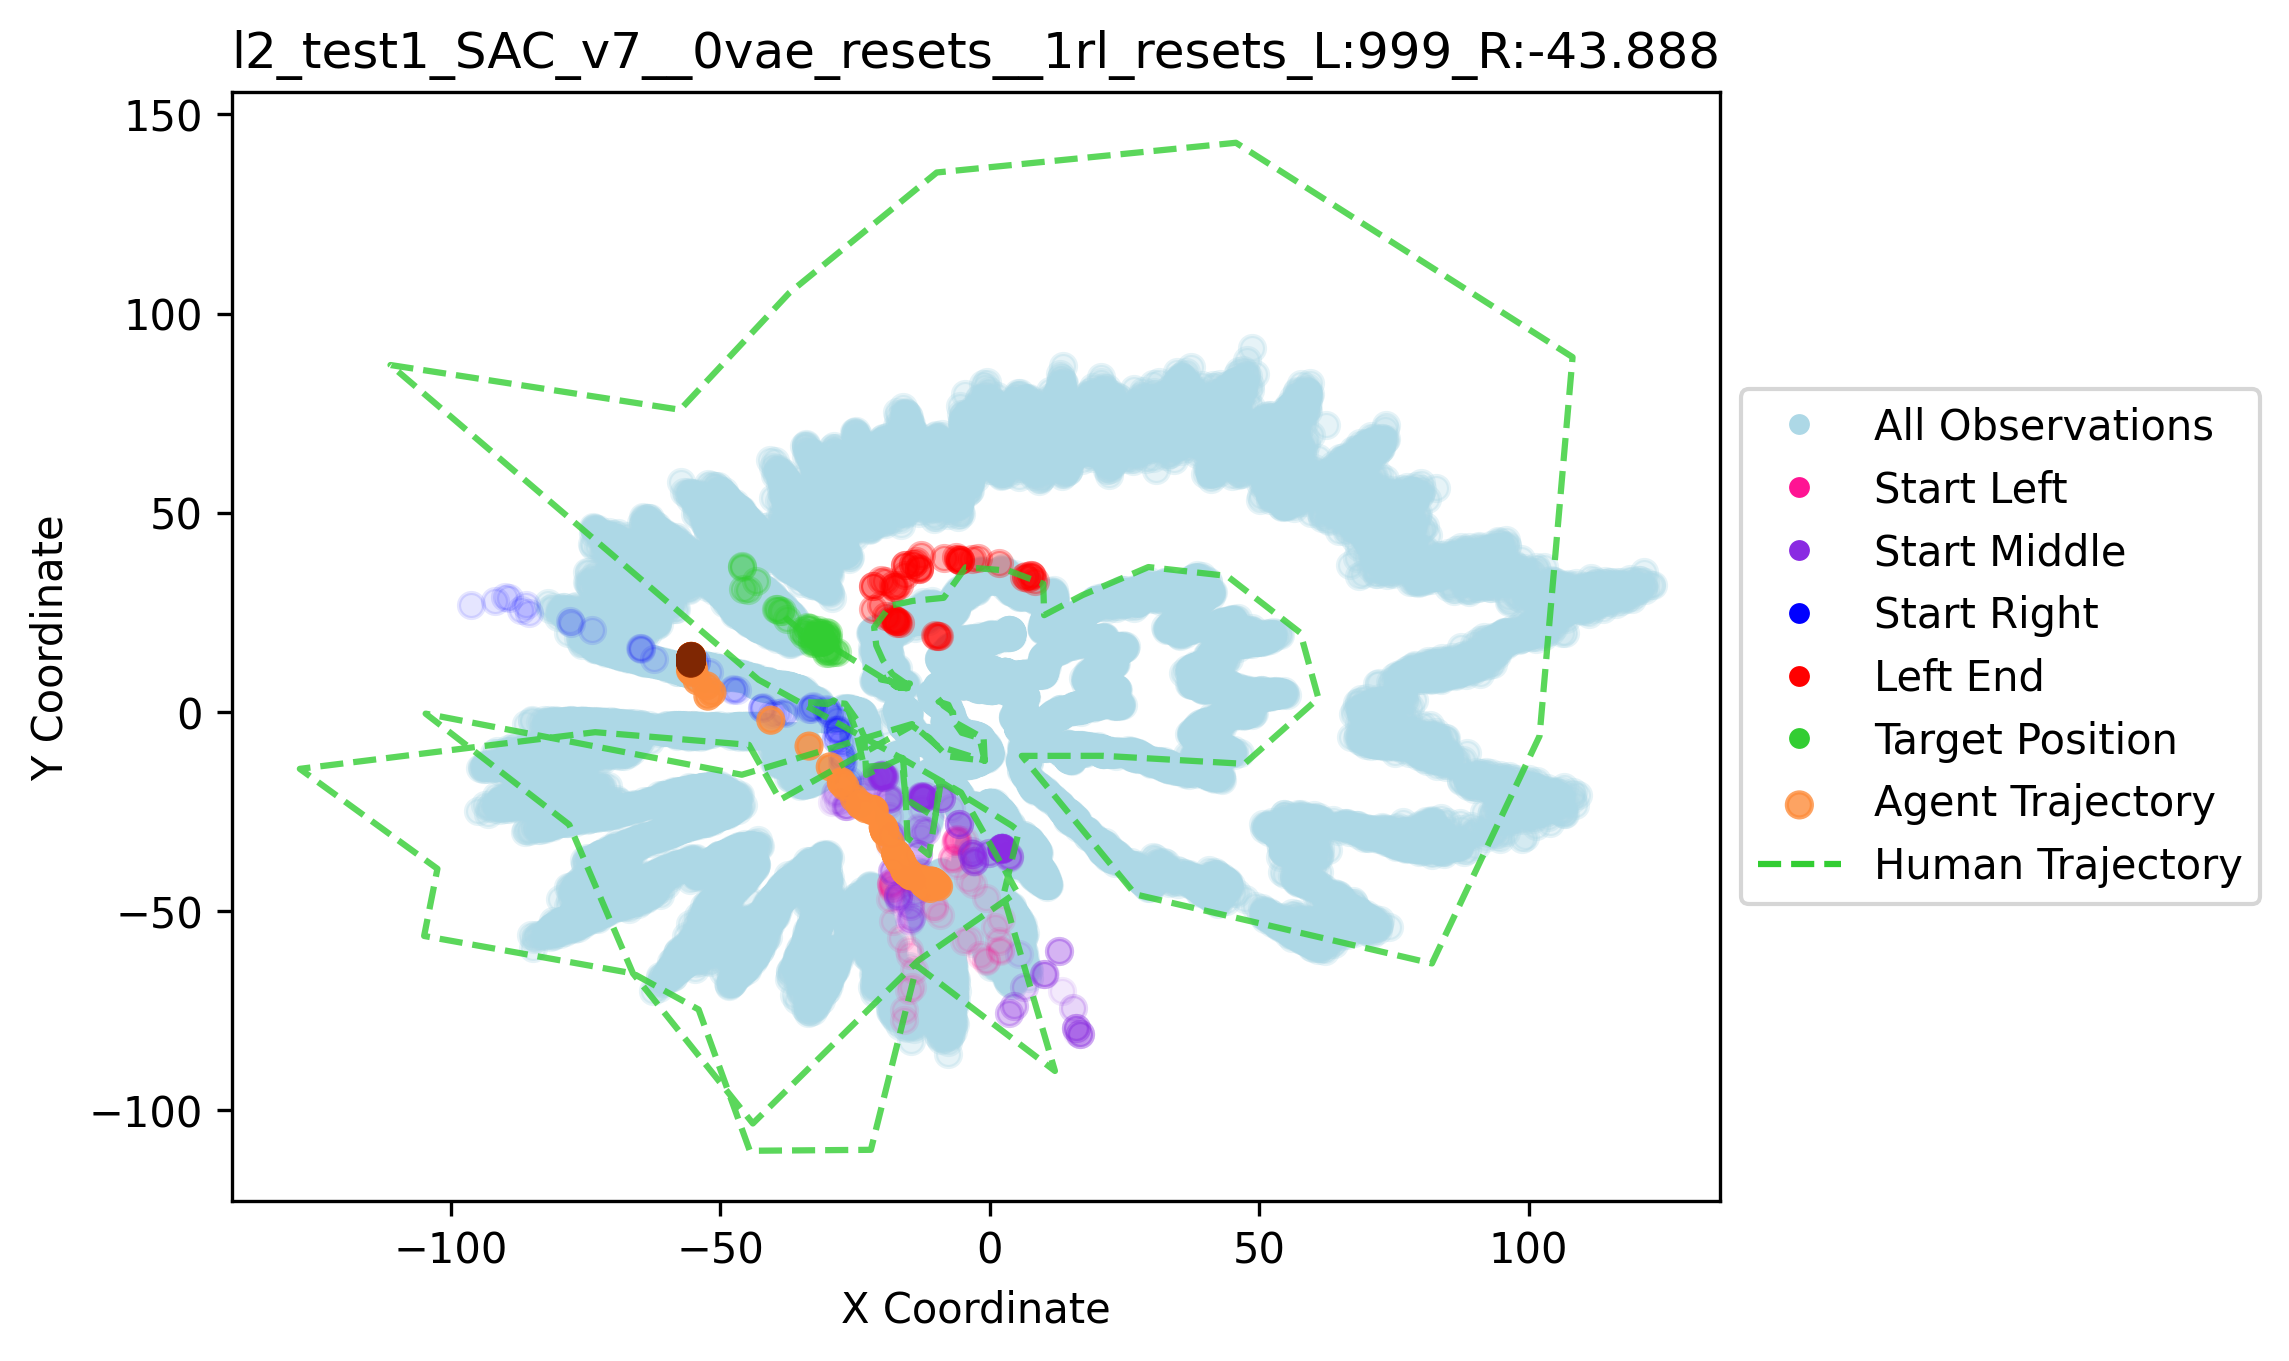 l2_test1_SAC_v7__0vae_resets__1rl_resets_L:999_R:-43.888
150
100
50
0
−50
−100
Y Coordinate
−100
−50
0
50
100
X Coordinate
All Observations
Start Left
Start Middle
Start Right
Left End
Target Position
Agent Trajectory
Human Trajectory